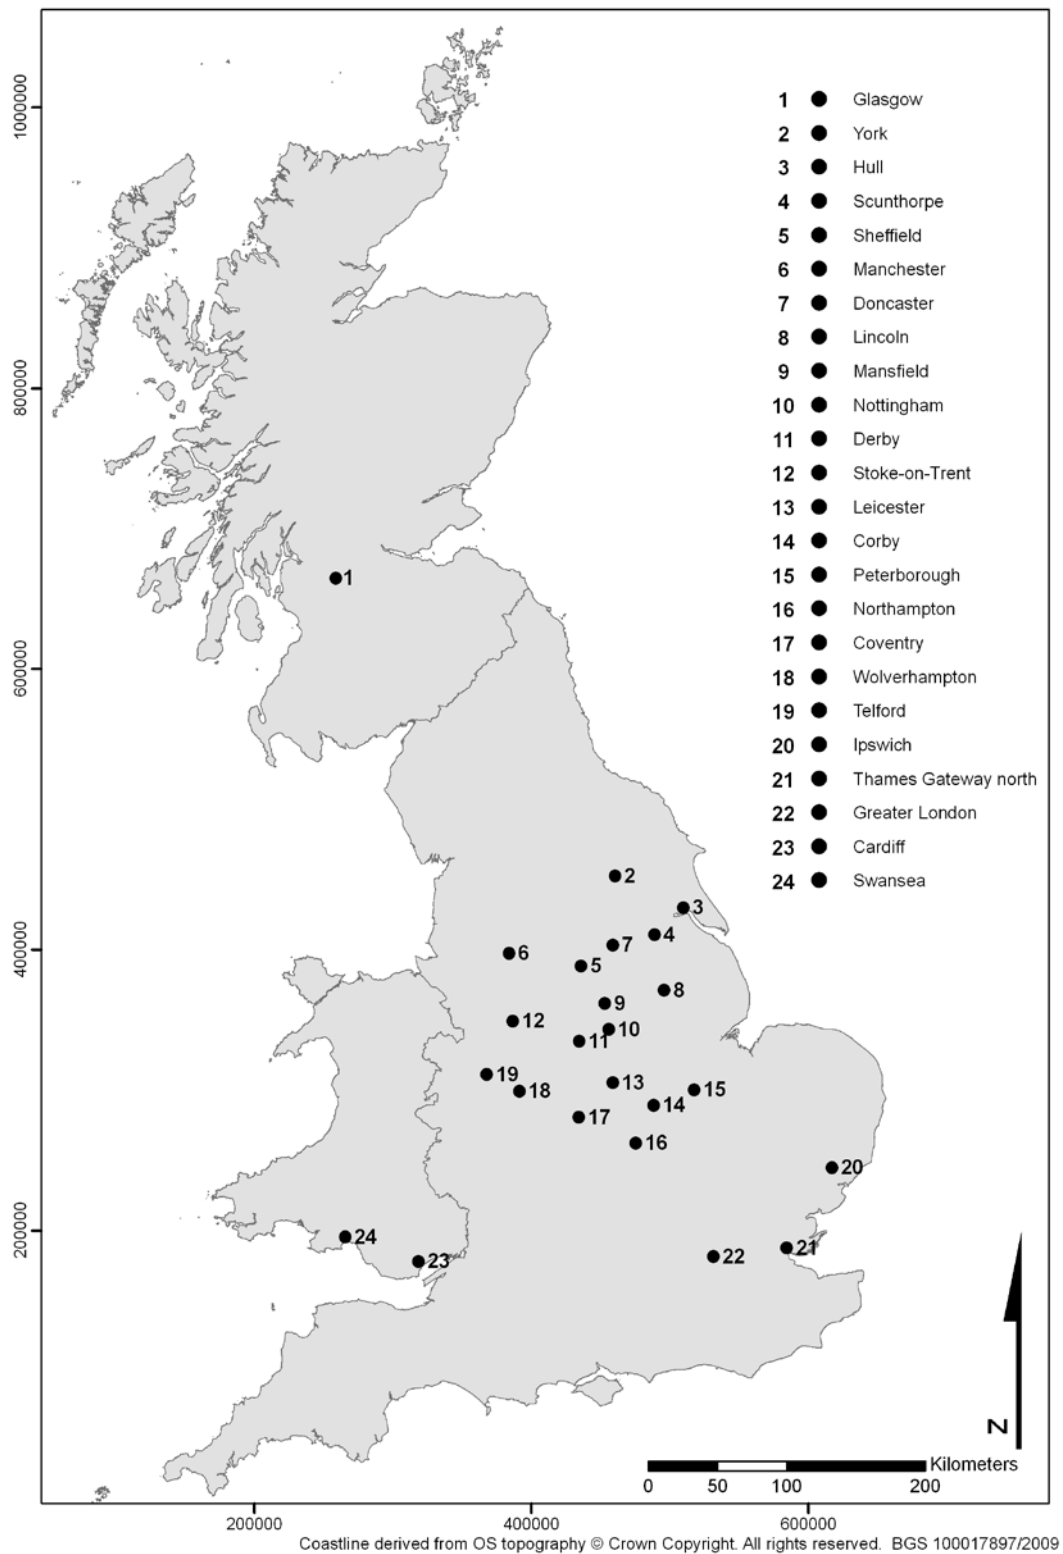 1000000
800000
600000
400000
200000
1 Glasgow
2 York
3 Hull
4 Scunthorpe
5 Sheffield
6 Manchester
7 Doncaster
8 Lincoln
9 Mansfield
10 Nottingham
11 Derby
12 Stoke-on-Trent
13 Leicester
14 Corby
15 Peterborough
16 Northampton
17 Coventry
18 Wolverhampton
19 Telford
20 Ipswich
21 Thames Gateway north
22 Greater London
23 Cardiff
24 Swansea
1
2
3
4
7
6
5
8
9
12
10
11
19
18
13
15
14
17
16
20
24
21
22
23
N
Kilometers
0 50 100 200
200000 400000 600000
Coastline derived from OS topography © Crown Copyright. All rights reserved. BGS 100017897/2009